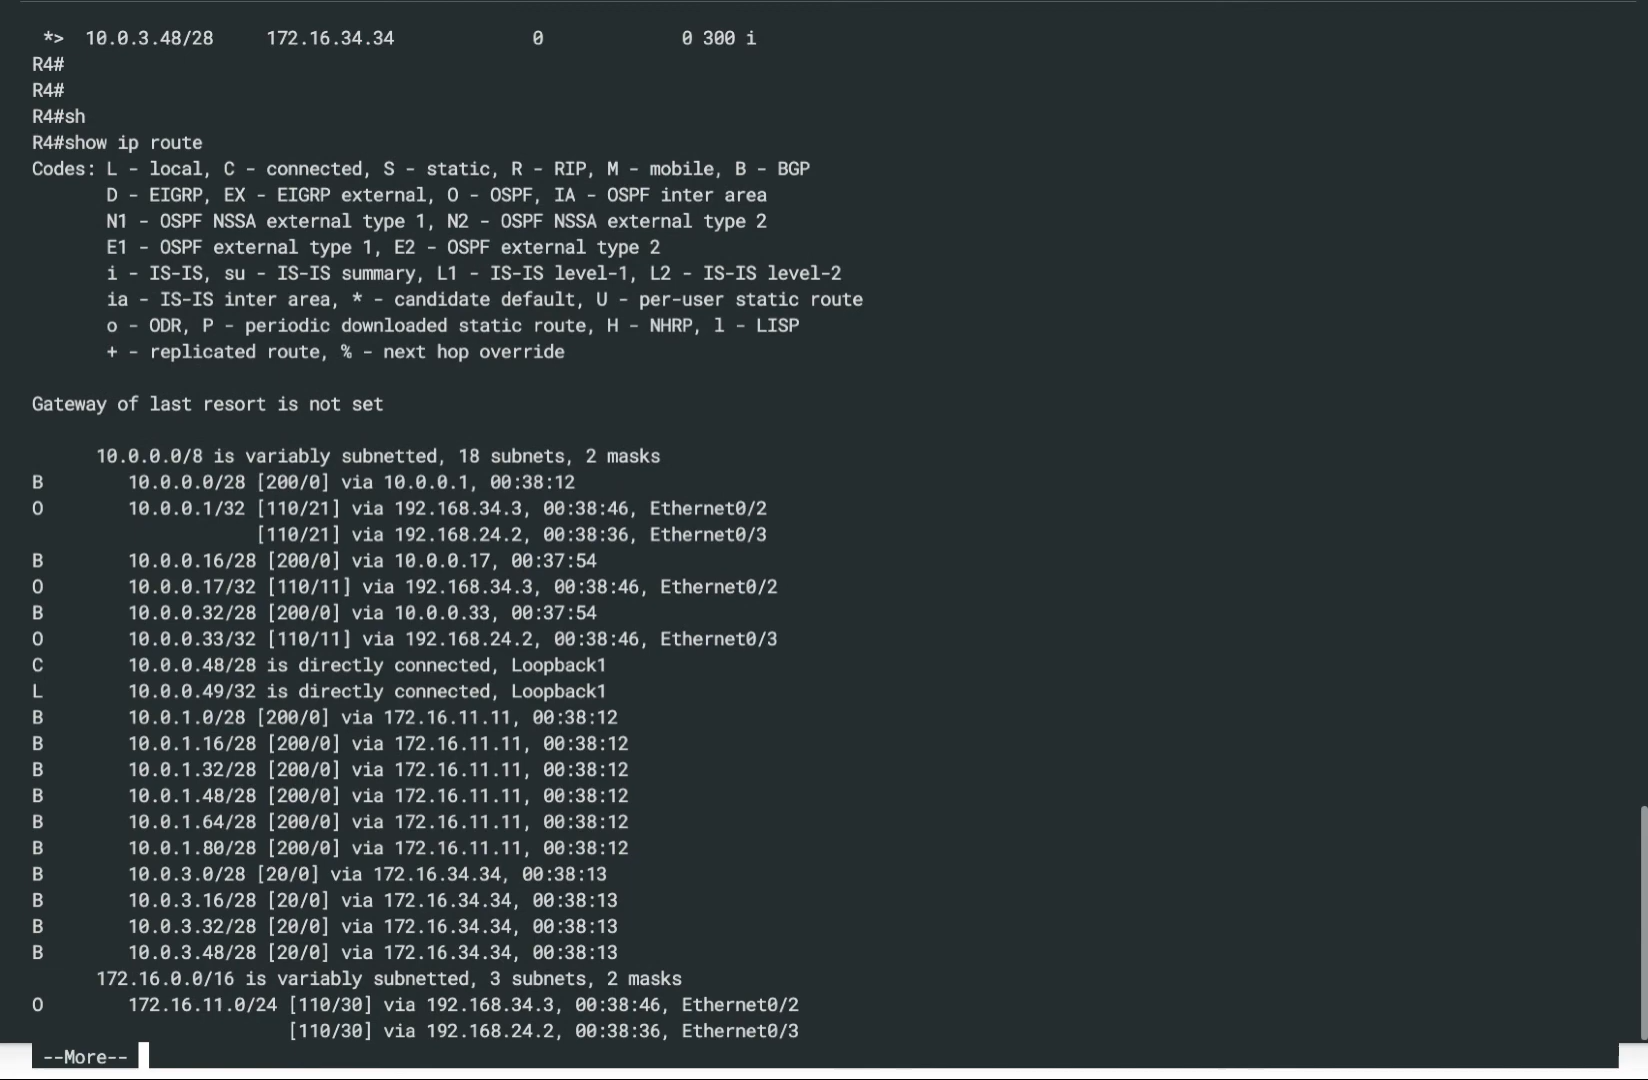 *>  10.0.3.48/28     172.16.34.34             0             0 300 i
R4#
R4#
R4#sh
R4#show ip route
Codes: L - local, C - connected, S - static, R - RIP, M - mobile, B - BGP
       D - EIGRP, EX - EIGRP external, O - OSPF, IA - OSPF inter area
       N1 - OSPF NSSA external type 1, N2 - OSPF NSSA external type 2
       E1 - OSPF external type 1, E2 - OSPF external type 2
       i - IS-IS, su - IS-IS summary, L1 - IS-IS level-1, L2 - IS-IS level-2
       ia - IS-IS inter area, * - candidate default, U - per-user static route
       o - ODR, P - periodic downloaded static route, H - NHRP, l - LISP
       + - replicated route, % - next hop override
Gateway of last resort is not set
      10.0.0.0/8 is variably subnetted, 18 subnets, 2 masks
B        10.0.0.0/28 [200/0] via 10.0.0.1, 00:38:12
O        10.0.0.1/32 [110/21] via 192.168.34.3, 00:38:46, Ethernet0/2
                     [110/21] via 192.168.24.2, 00:38:36, Ethernet0/3
B        10.0.0.16/28 [200/0] via 10.0.0.17, 00:37:54
O        10.0.0.17/32 [110/11] via 192.168.34.3, 00:38:46, Ethernet0/2
B        10.0.0.32/28 [200/0] via 10.0.0.33, 00:37:54
O        10.0.0.33/32 [110/11] via 192.168.24.2, 00:38:46, Ethernet0/3
C        10.0.0.48/28 is directly connected, Loopback1
L        10.0.0.49/32 is directly connected, Loopback1
B        10.0.1.0/28 [200/0] via 172.16.11.11, 00:38:12
B        10.0.1.16/28 [200/0] via 172.16.11.11, 00:38:12
B        10.0.1.32/28 [200/0] via 172.16.11.11, 00:38:12
B        10.0.1.48/28 [200/0] via 172.16.11.11, 00:38:12
B        10.0.1.64/28 [200/0] via 172.16.11.11, 00:38:12
B        10.0.1.80/28 [200/0] via 172.16.11.11, 00:38:12
B        10.0.3.0/28 [20/0] via 172.16.34.34, 00:38:13
B        10.0.3.16/28 [20/0] via 172.16.34.34, 00:38:13
B        10.0.3.32/28 [20/0] via 172.16.34.34, 00:38:13
B        10.0.3.48/28 [20/0] via 172.16.34.34, 00:38:13
      172.16.0.0/16 is variably subnetted, 3 subnets, 2 masks
O        172.16.11.0/24 [110/30] via 192.168.34.3, 00:38:46, Ethernet0/2
                        [110/30] via 192.168.24.2, 00:38:36, Ethernet0/3
 --More--